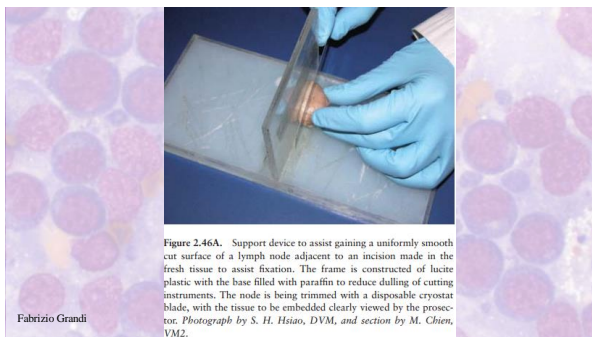 Figure 2.46A. Support device to assist gaining a uniformly smooth
cut surface of a lymph node adjacent to an incision made in the
fresh tissue to assist fixation. The frame is constructed of lucite
plastic with the base filled with paraffin to reduce dulling of cutting
instruments. The node is being trimmed with a disposable cryostat
blade, with the tissue to be embedded clearly viewed by the prosec-
tor. Photograph by S. H. Hsiao, DVM, and section by M. Chien,
VM2.
Fabrizio Grandi